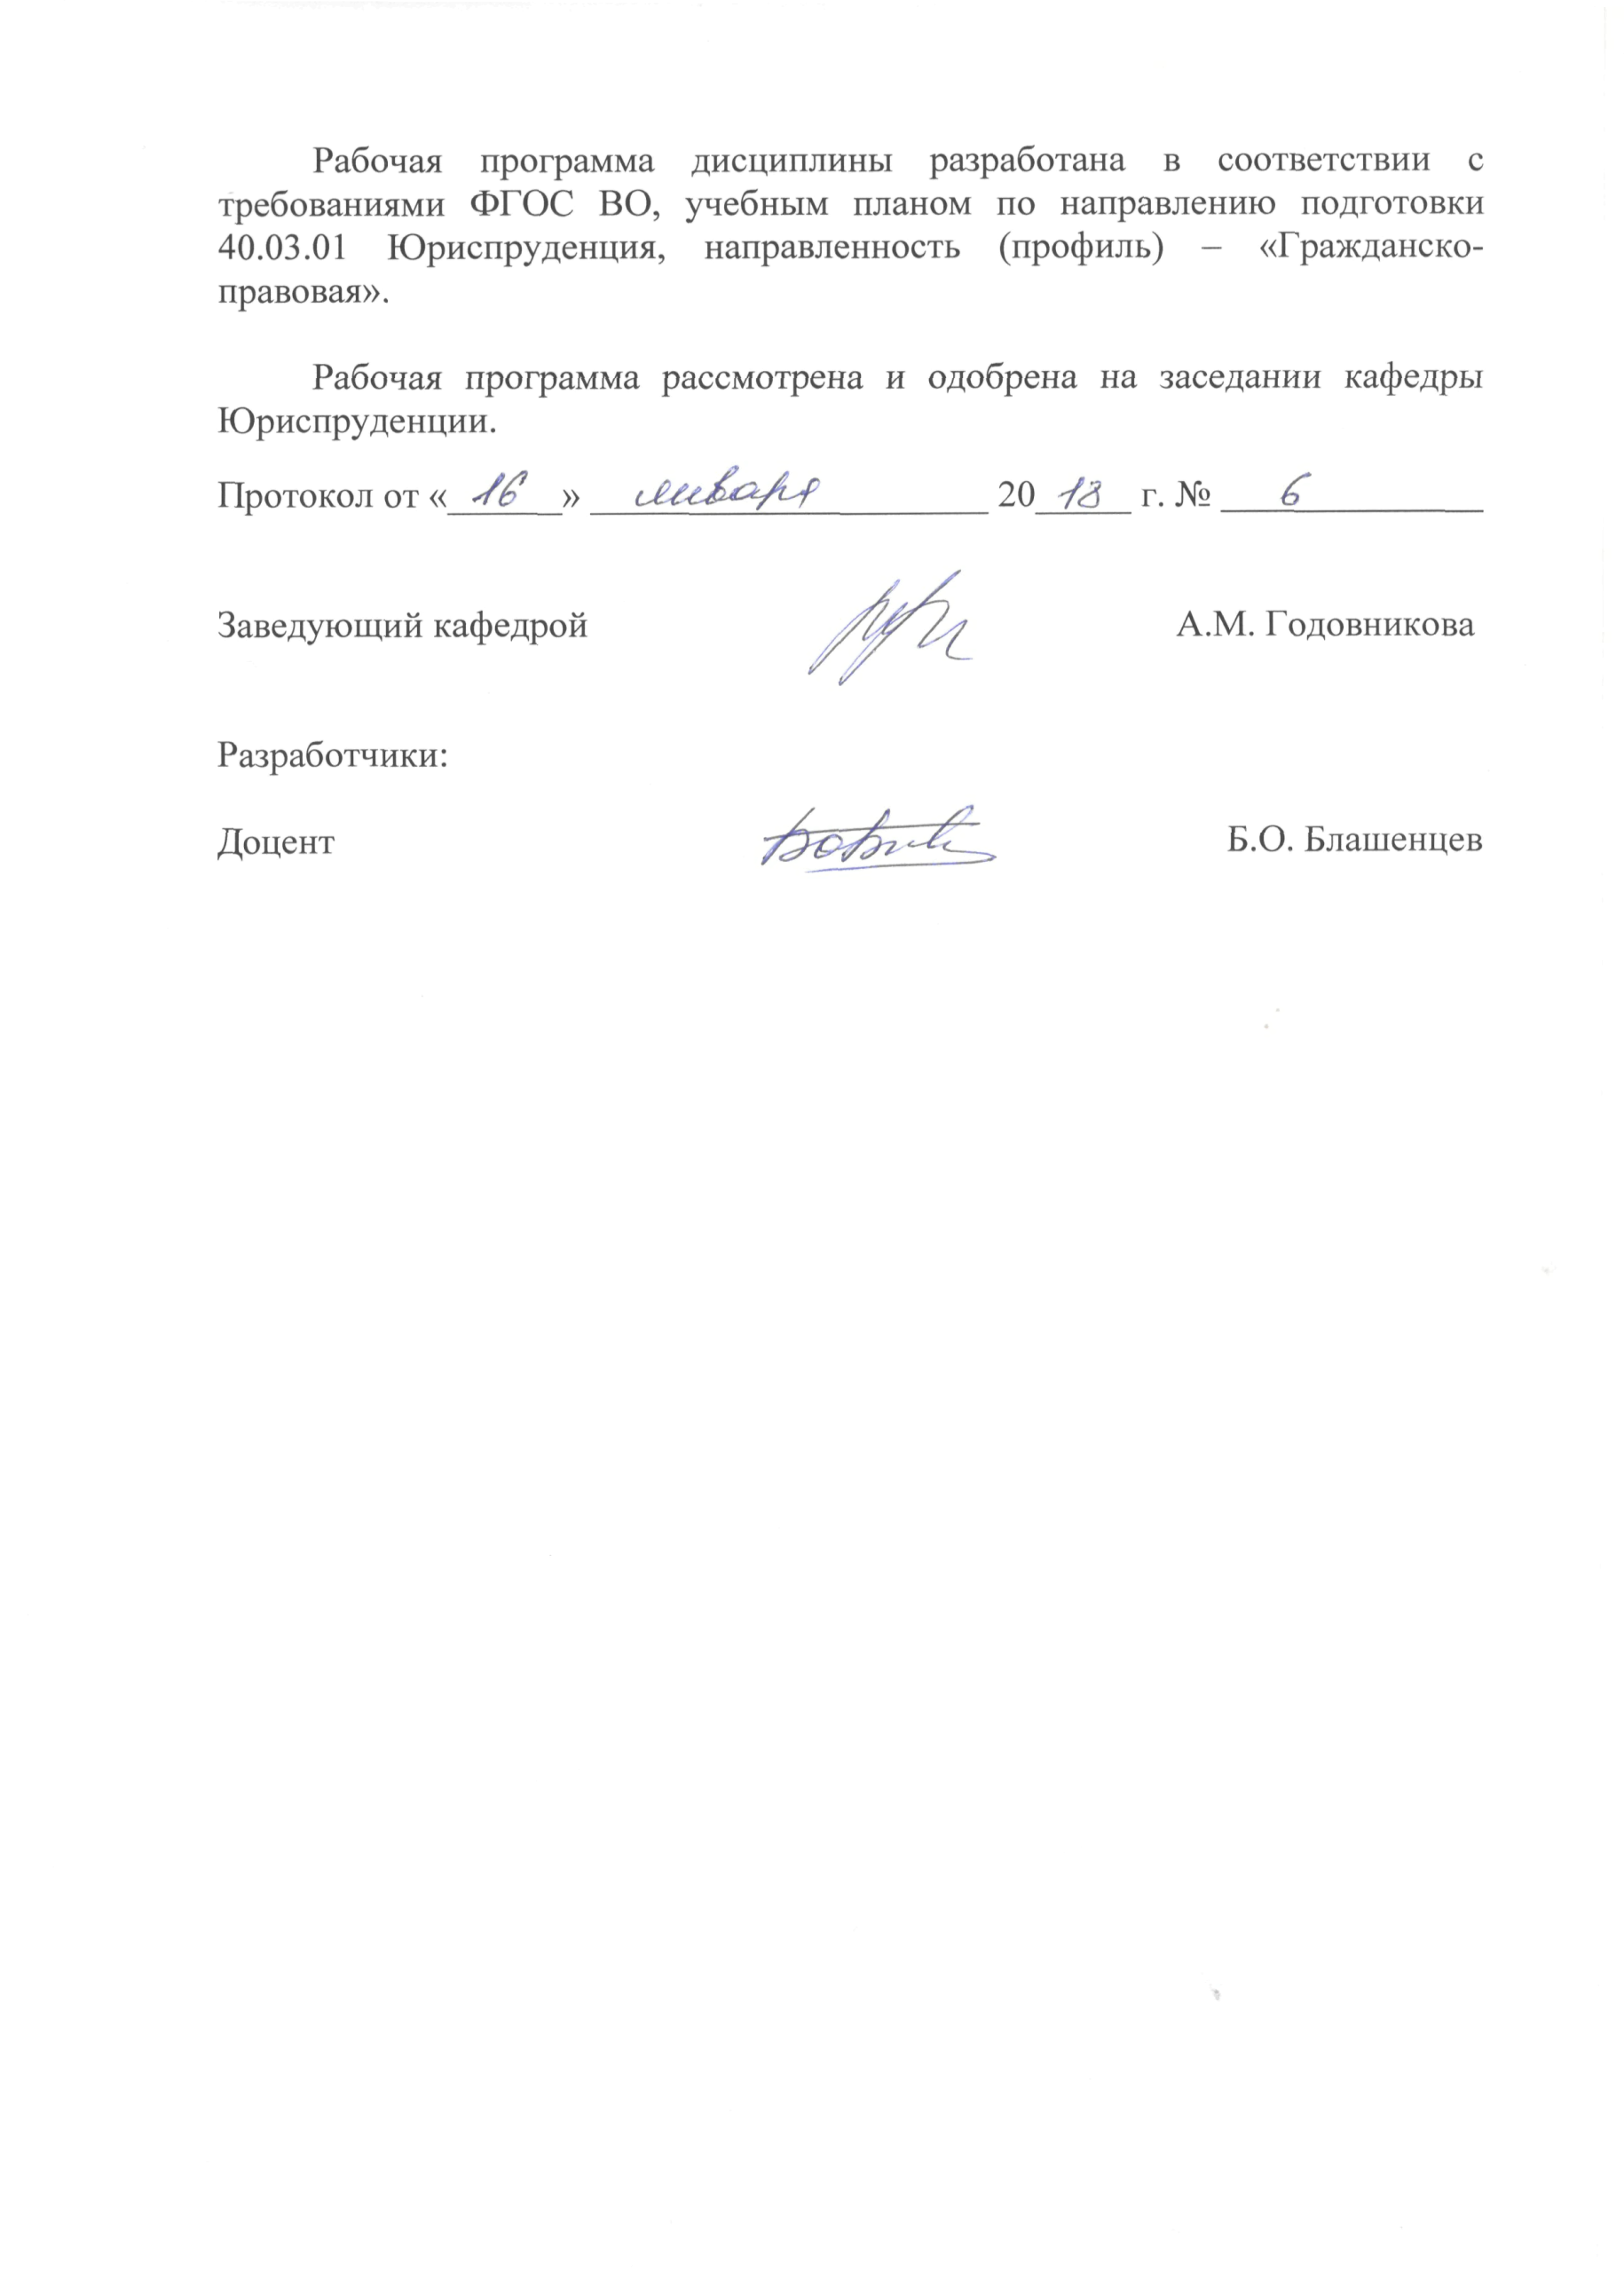 Рабочая программа дисциплины разработана в соответствии с
требованиями ФГОС ВО, учебным планом по направлению подготовки
40.03.01 Юриспруденция, направленность (профиль) – «Гражданско-
правовая».
Рабочая программа рассмотрена и одобрена на заседании кафедры
Юриспруденции.
Протокол от «16» января 2018 г. № 6
Заведующий кафедрой А.М. Годовникова
Разработчики:
Доцент Б.О. Блашенцев